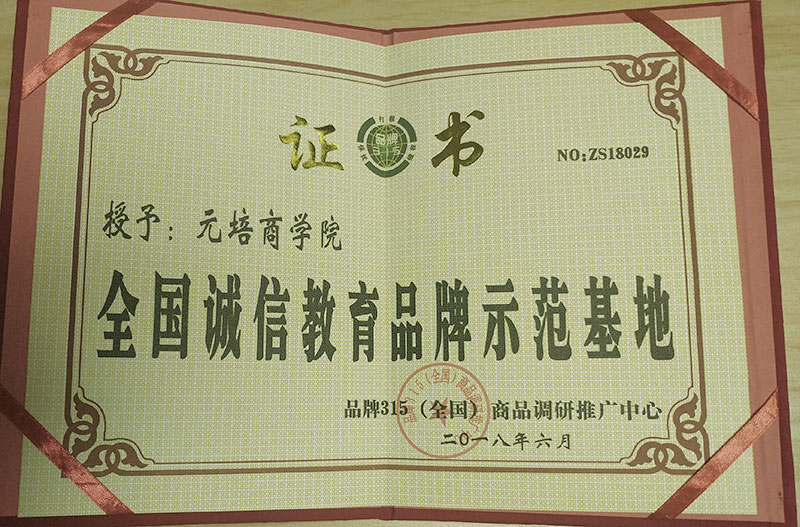 证 书
NO:ZS18029
授予：元培商学院
全国诚信教育品牌示范基地
品牌315（全国）商品调研推广中心
二〇一八年六月